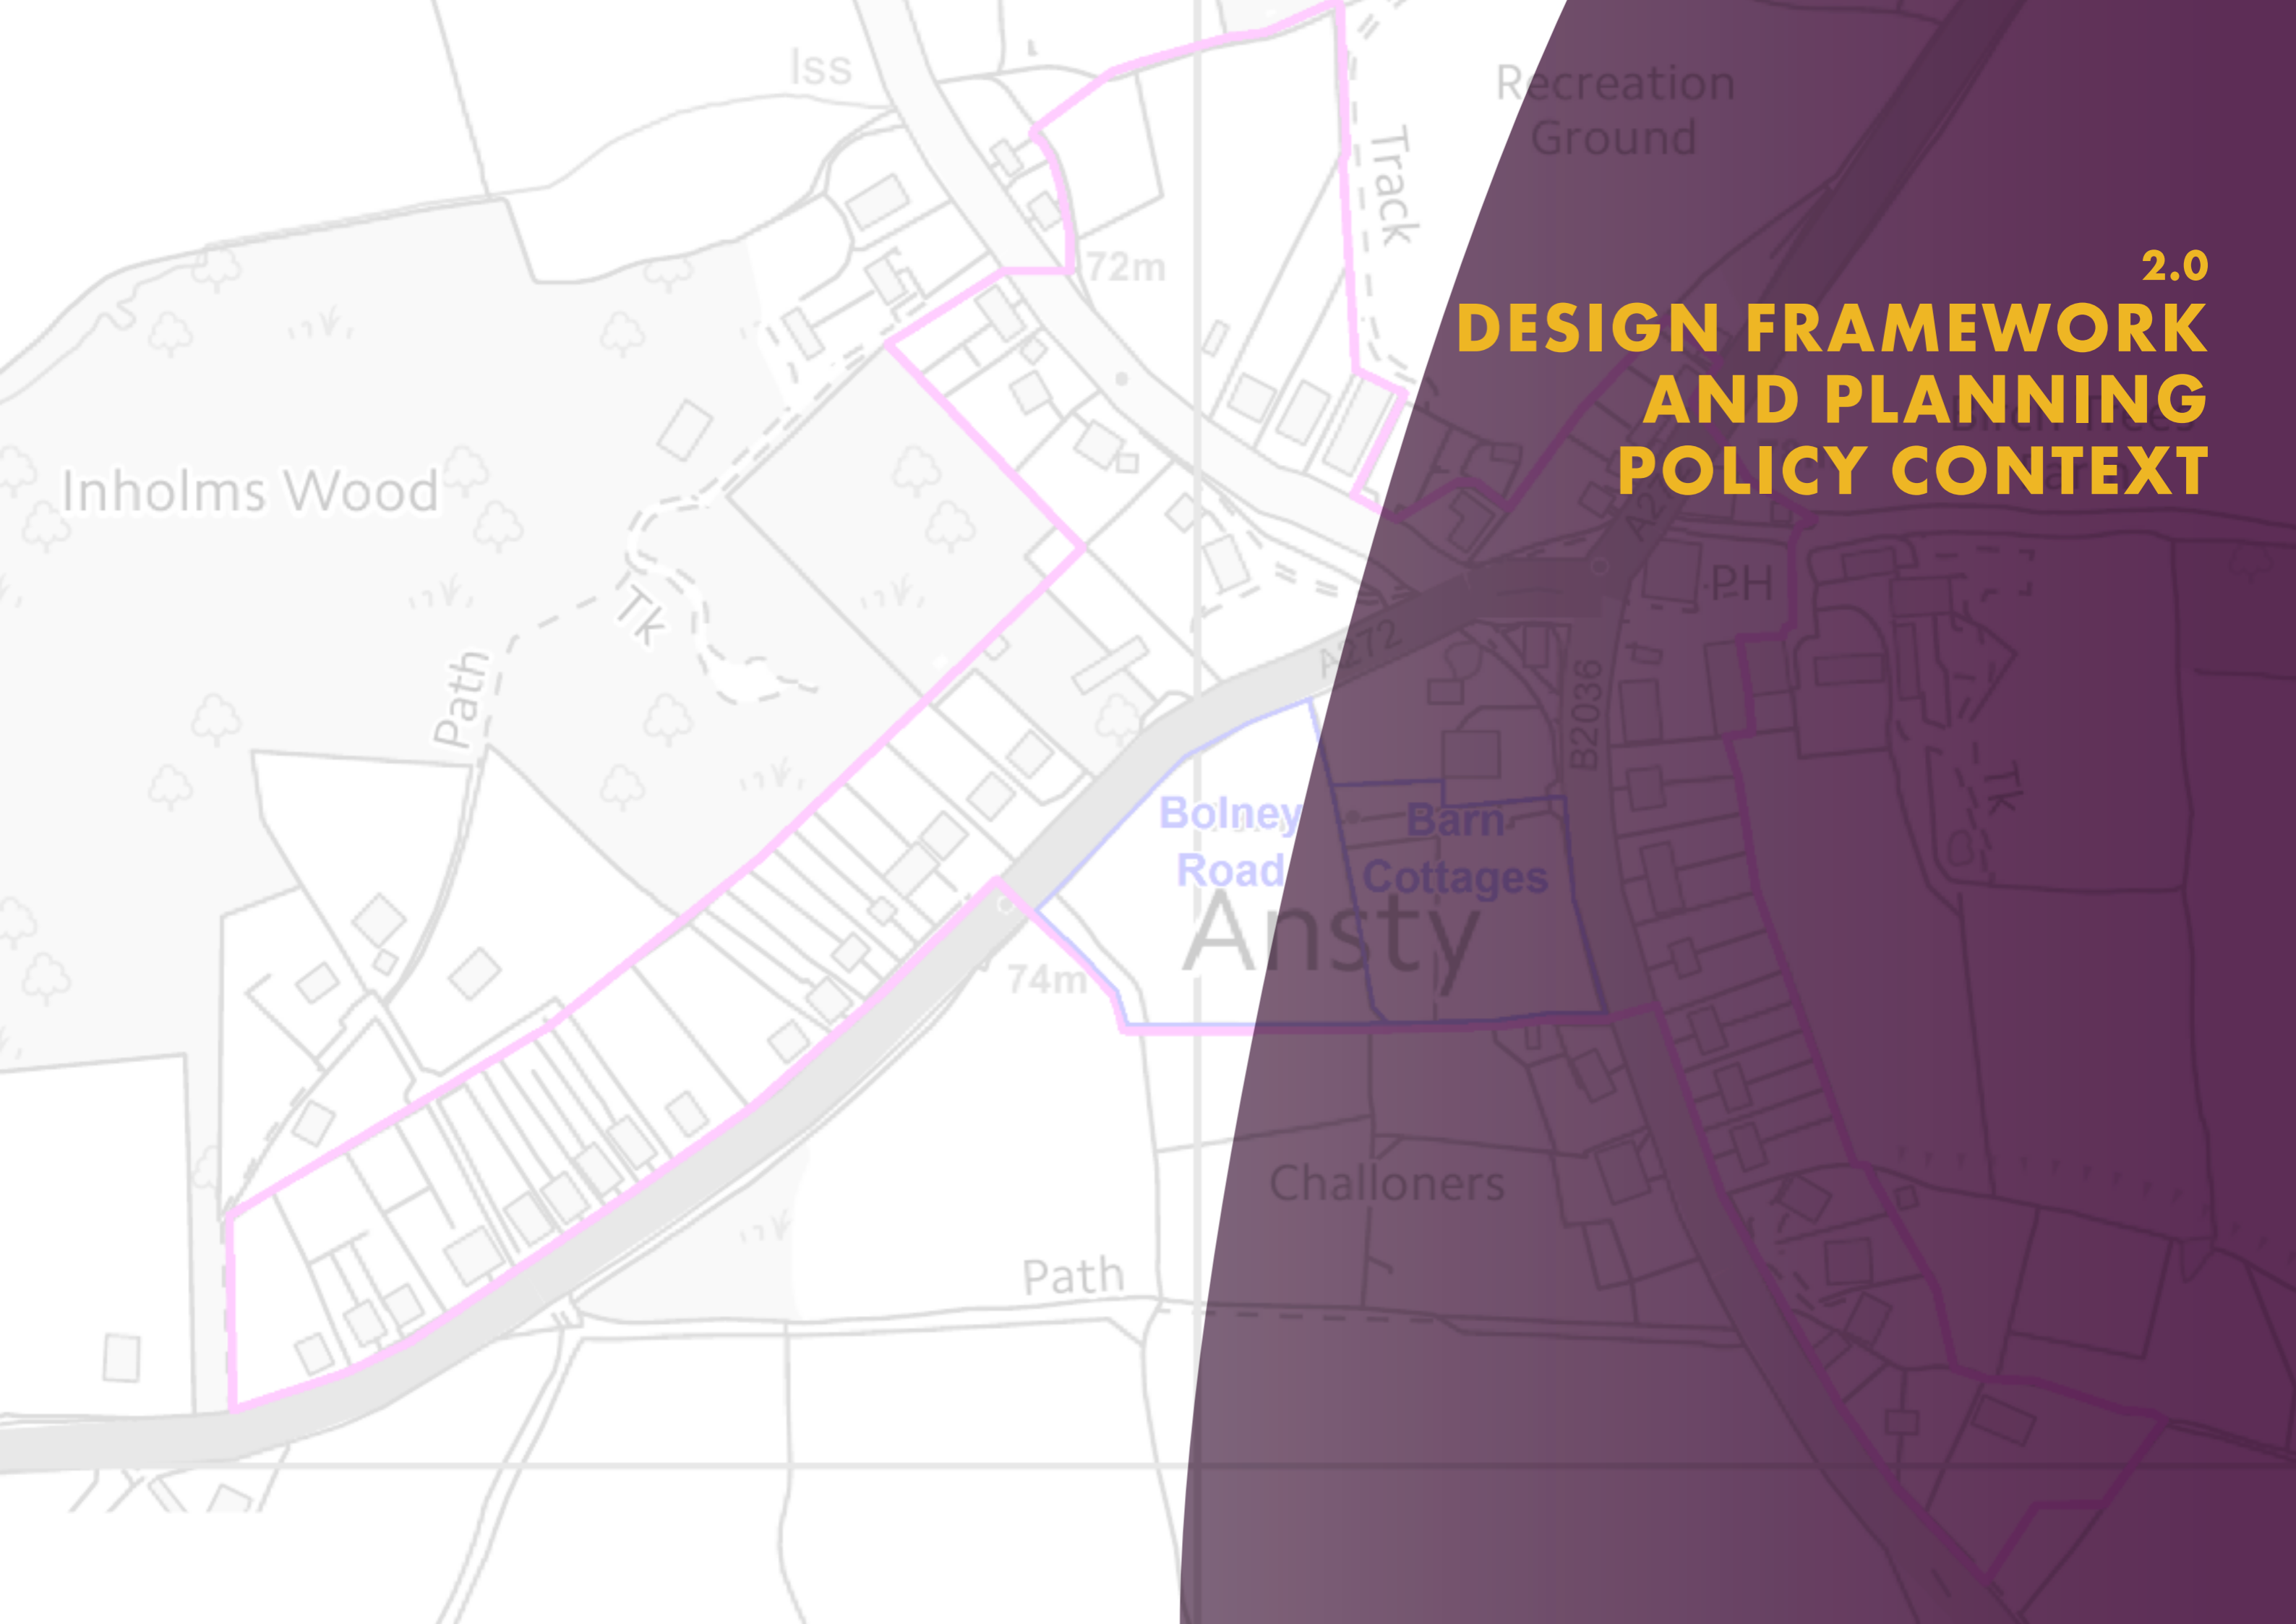 Iss
Recreation
Ground
Track
72m
2.0
DESIGN FRAMEWORK
AND PLANNING
POLICY CONTEXT
Inholms Wood
PH
Tk
A272
Path
B2036
Tk
Bolney
Road
Barn
Cottages
Ansty
74m
Challoners
Path